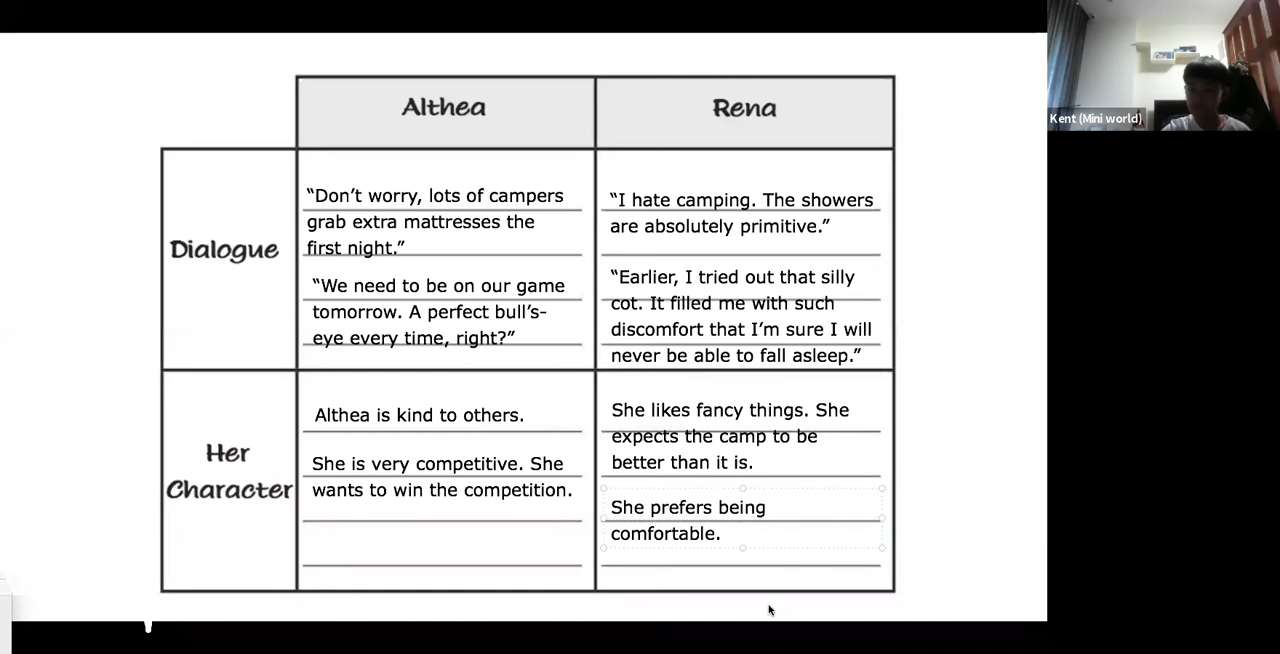 Althea
Rena
Kent (Mini world)
Dialogue
“Don’t worry, lots of campers
grab extra mattresses the
first night.”
“We need to be on our game
tomorrow. A perfect bull’s-
eye every time, right?”
“I hate camping. The showers
are absolutely primitive.”
“Earlier, I tried out that silly
cot. It filled me with such
discomfort that I’m sure I will
never be able to fall asleep.”
Her
Character
Althea is kind to others.
She is very competitive. She
wants to win the competition.
She likes fancy things. She
expects the camp to be
better than it is.
She prefers being
comfortable.